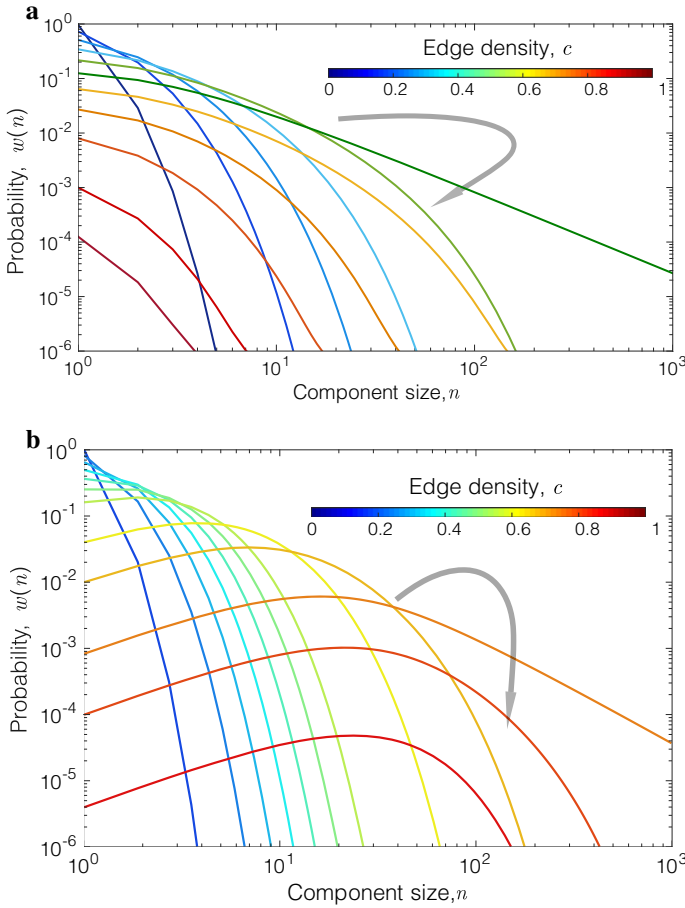 a
10^0
10^-1
10^-2
10^-3
10^-4
10^-5
10^-6
Probability, w(n)
Edge density, c
0 0.2 0.4 0.6 0.8 1
10^0 10^1 10^2 10^3
Component size, n
b
10^0
10^-1
10^-2
10^-3
10^-4
10^-5
10^-6
Probability, w(n)
Edge density, c
0 0.2 0.4 0.6 0.8 1
10^0 10^1 10^2 10^3
Component size, n